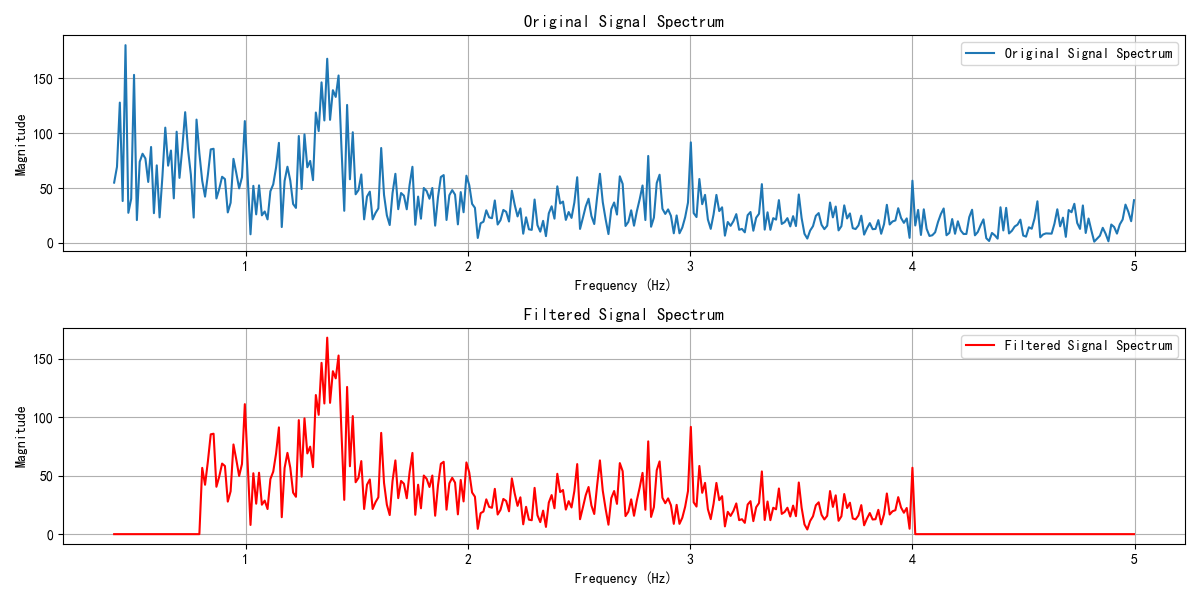 Original Signal Spectrum
Original Signal Spectrum
Magnitude
150
100
50
0
1 2 3 4 5
Frequency (Hz)
Filtered Signal Spectrum
Filtered Signal Spectrum
Magnitude
150
100
50
0
1 2 3 4 5
Frequency (Hz)